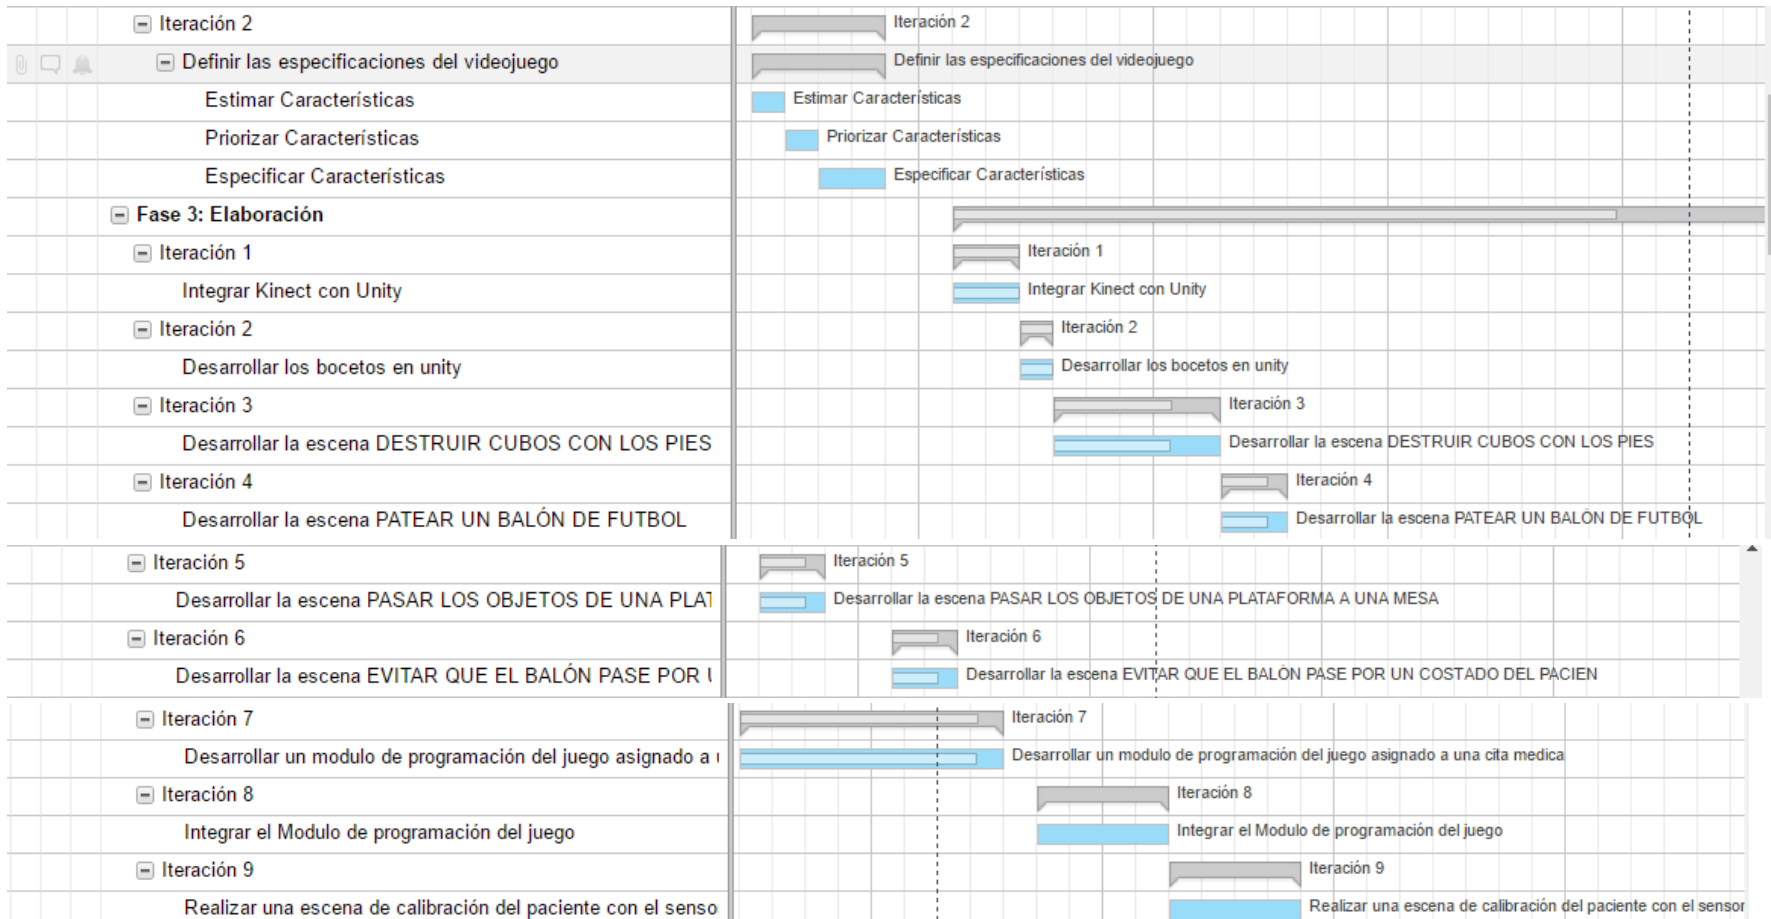 Iteración 2 Iteración 2
Definir las especificaciones del videojuego Definir las especificaciones del videojuego
Estimar Características Estimar Características
Priorizar Características Priorizar Características
Especificar Características Especificar Características
Fase 3: Elaboración
Iteración 1 Iteración 1
Integrar Kinect con Unity Integrar Kinect con Unity
Iteración 2 Iteración 2
Desarrollar los bocetos en unity Desarrollar los bocetos en unity
Iteración 3 Iteración 3
Desarrollar la escena DESTRUIR CUBOS CON LOS PIES Desarrollar la escena DESTRUIR CUBOS CON LOS PIES
Iteración 4 Iteración 4
Desarrollar la escena PATEAR UN BALÓN DE FUTBOL Desarrollar la escena PATEAR UN BALÓN DE FUTBOL
Iteración 5 Iteración 5
Desarrollar la escena PASAR LOS OBJETOS DE UNA PLAT Desarrollar la escena PASAR LOS OBJETOS DE UNA PLATAFORMA A UNA MESA
Iteración 6 Iteración 6
Desarrollar la escena EVITAR QUE EL BALÓN PASE POR U Desarrollar la escena EVITAR QUE EL BALÓN PASE POR UN COSTADO DEL PACIEN
Iteración 7 Iteración 7
Desarrollar un modulo de programación del juego asignado a u Desarrollar un modulo de programación del juego asignado a una cita medica
Iteración 8 Iteración 8
Integrar el Modulo de programación del juego Integrar el Modulo de programación del juego
Iteración 9 Iteración 9
Realizar una escena de calibración del paciente con el senso Realizar una escena de calibración del paciente con el sensor